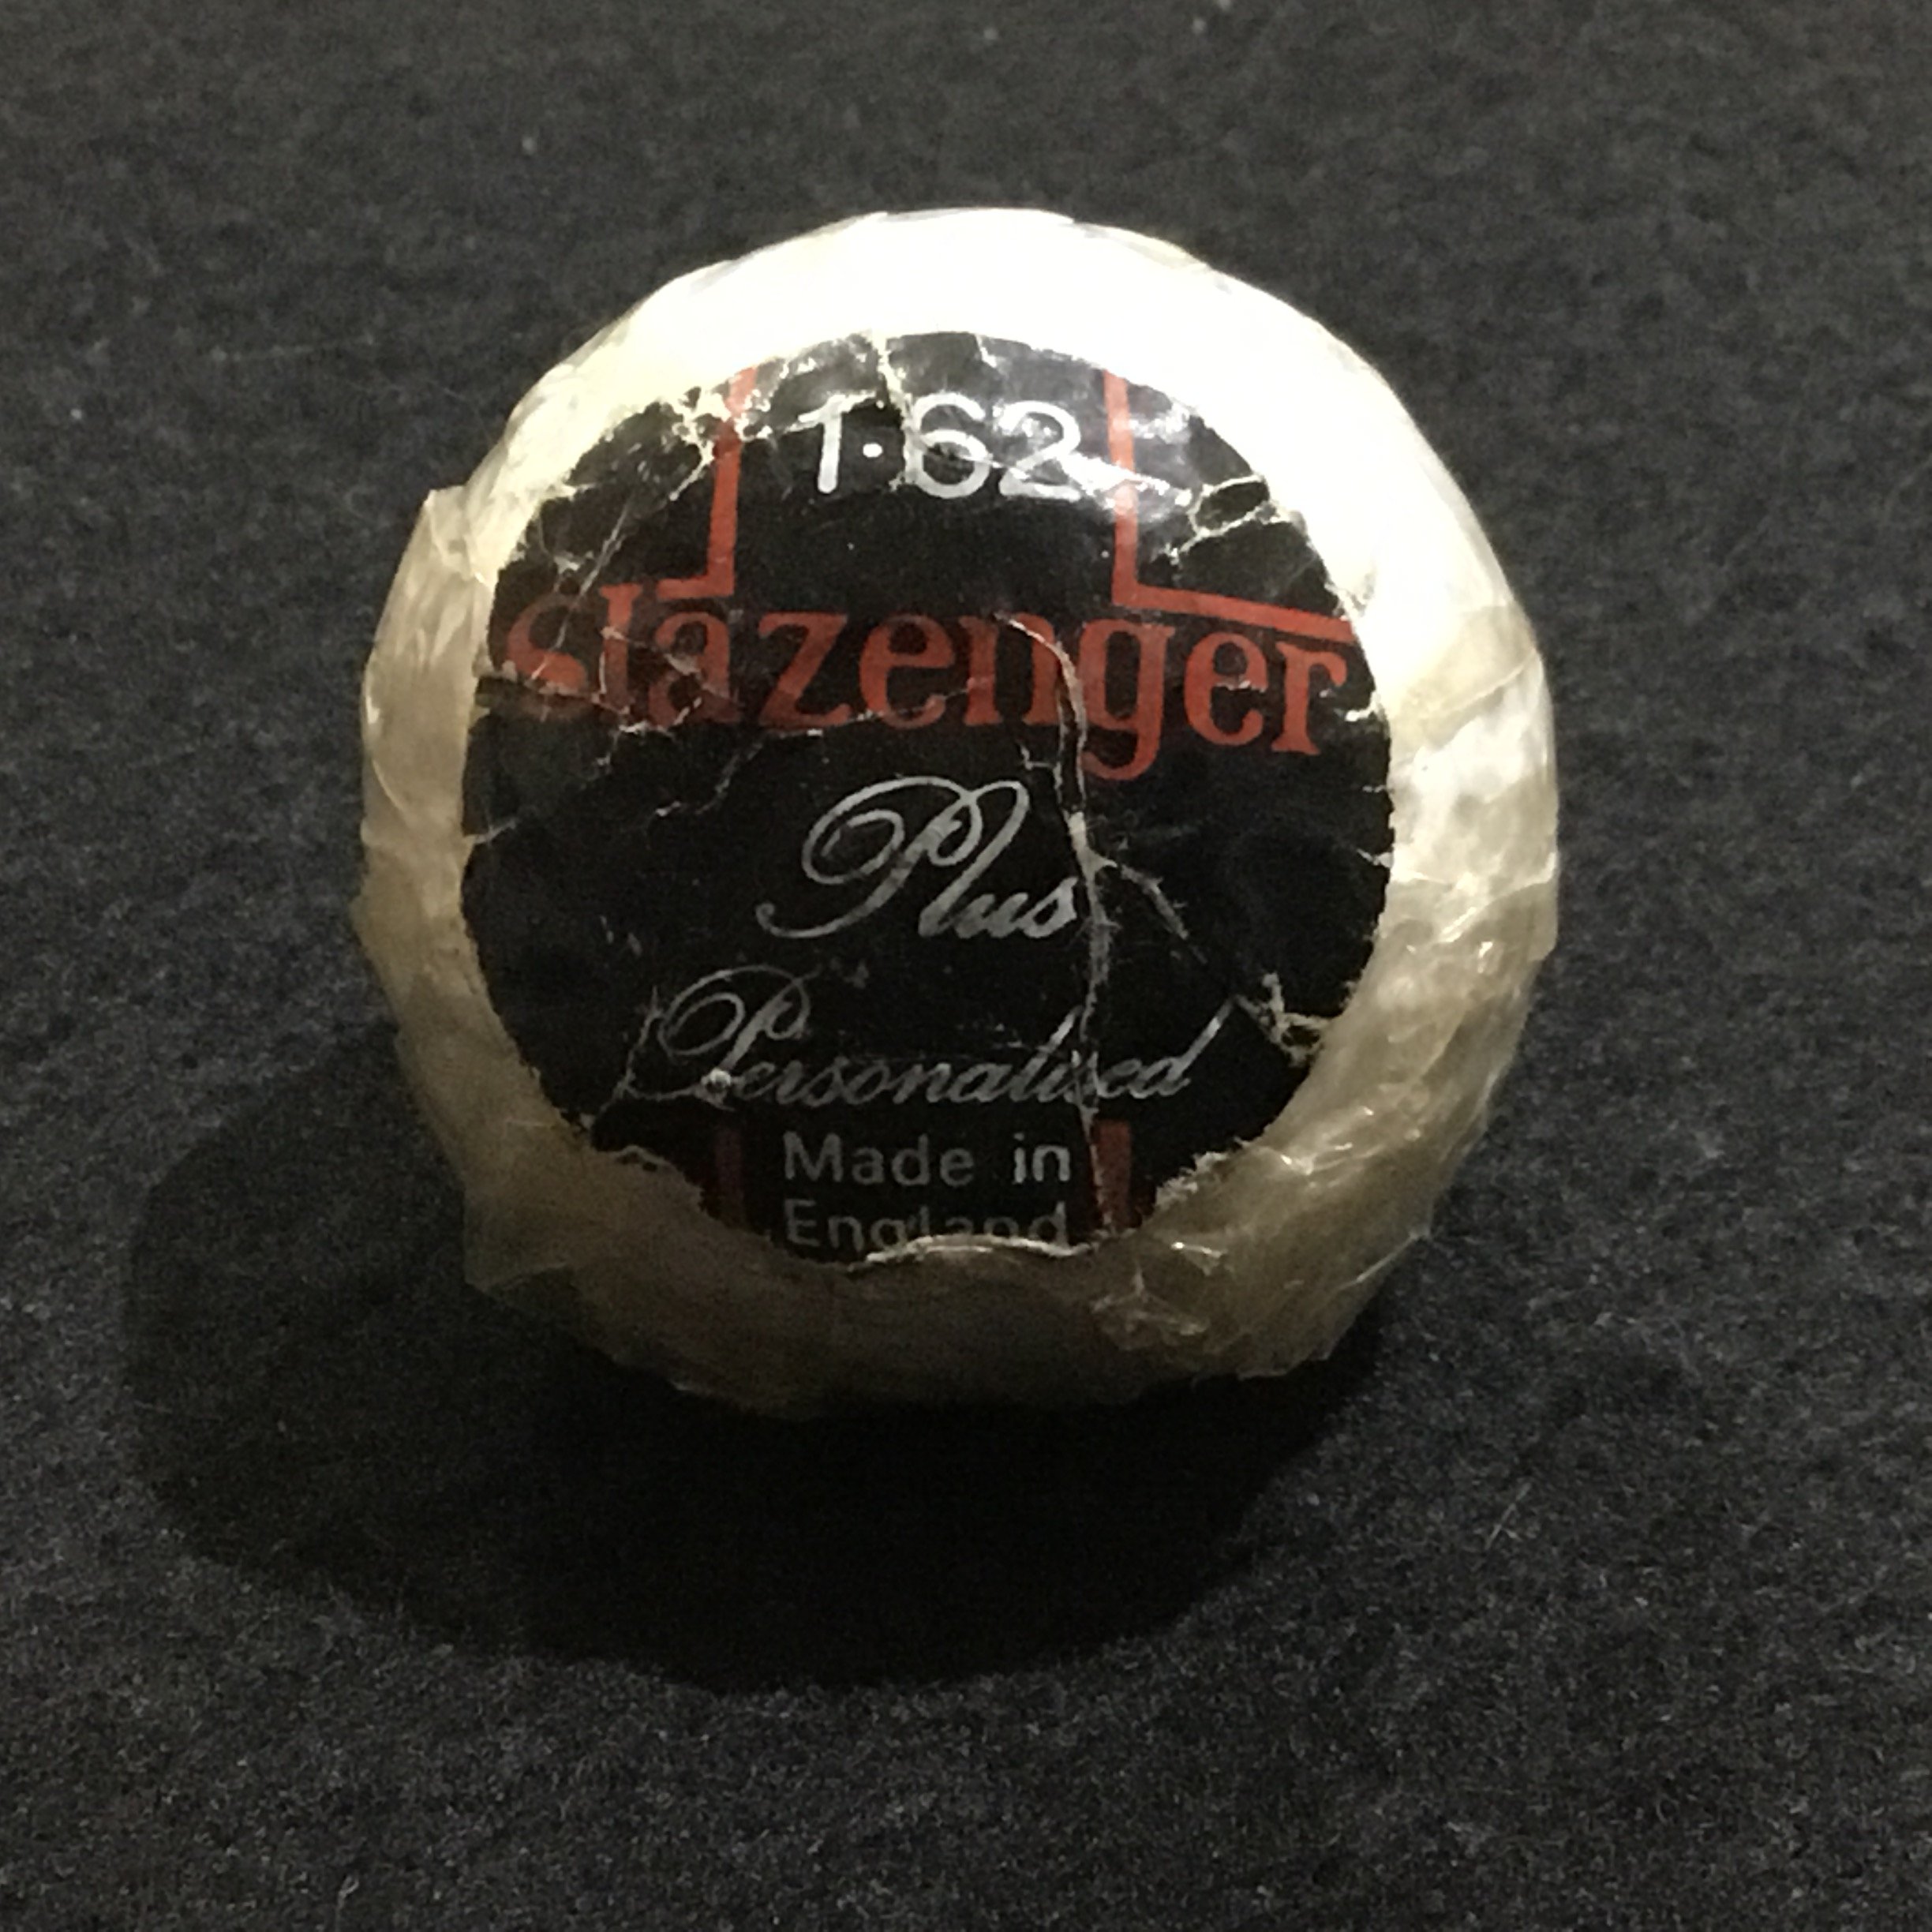 1·62
slazenger
Plus
Personalised
Made in
England